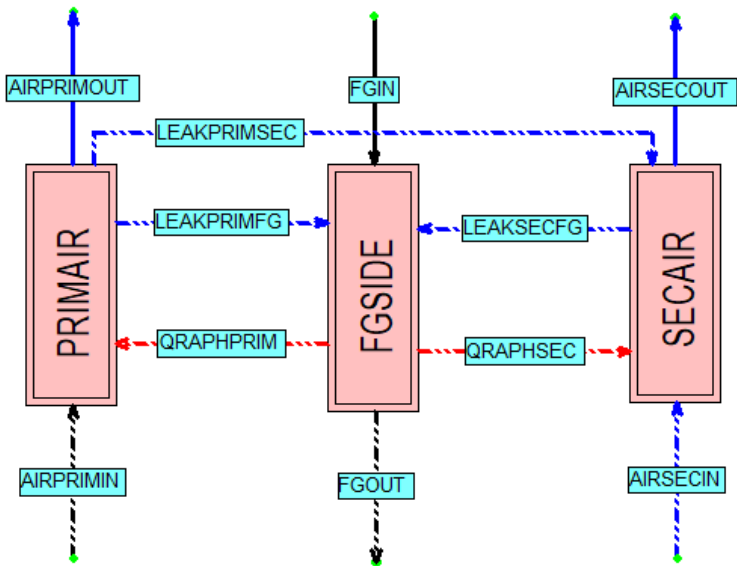 AIRPRIMOUT
FGIN
AIRSECOUT
LEAKPRIMSEC
LEAKPRIMFG
LEAKSECFG
PRIMAIR
FGSIDE
SECAIR
QRAPHPRIM
QRAPHSEC
AIRPRIMIN
FGOUT
AIRSECIN